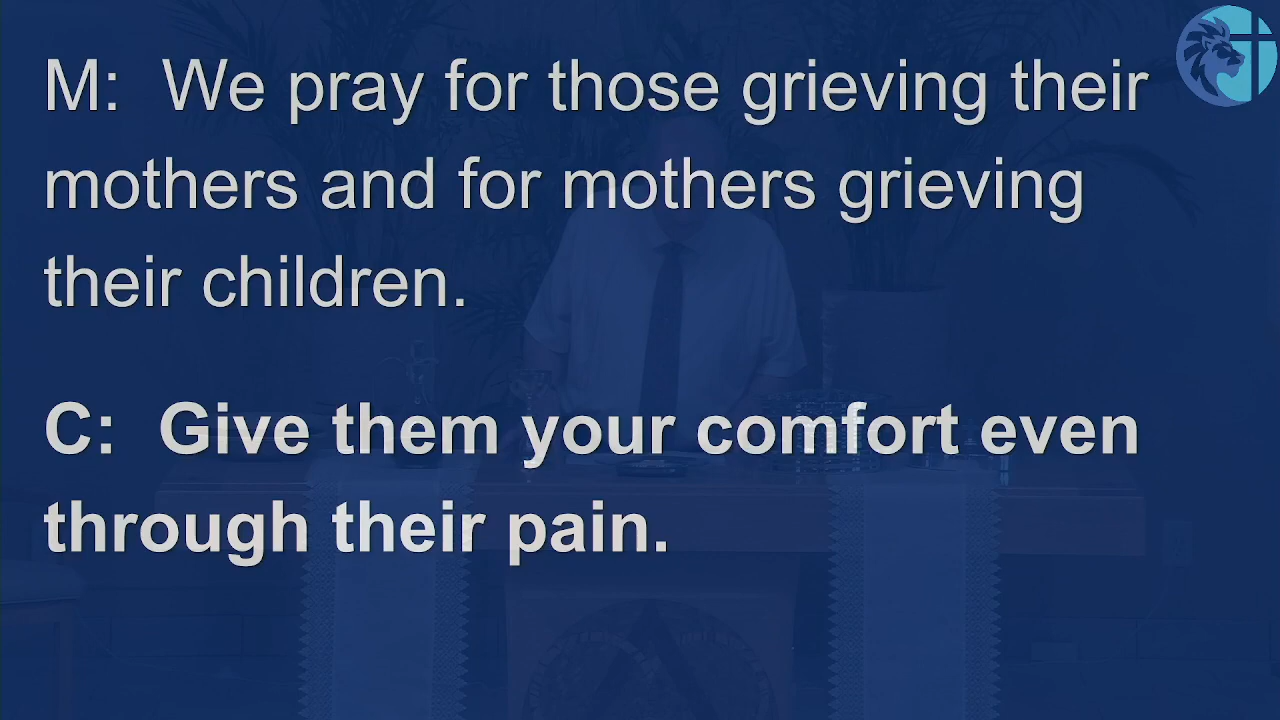 M:  We pray for those grieving their
mothers and for mothers grieving
their children.
C:  Give them your comfort even
through their pain.